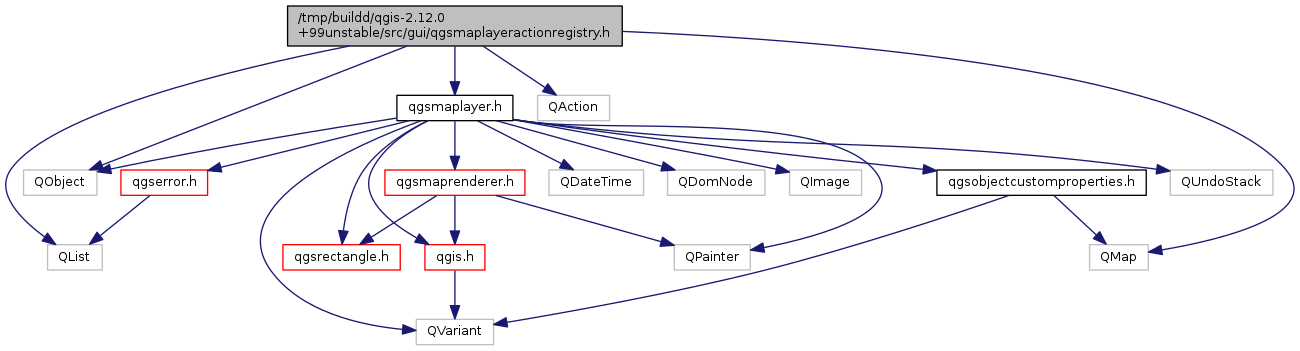 /tmp/buildd/qgis-2.12.0
+99unstable/src/gui/qgsmaplayeractionregistry.h
qgsmaplayer.h
QAction
QObject
qgserror.h
qgsmaprenderer.h
QDateTime
QDomNode
QImage
qgsobjectcustomproperties.h
QUndoStack
QList
qgsrectangle.h
qgis.h
QPainter
QMap
QVariant